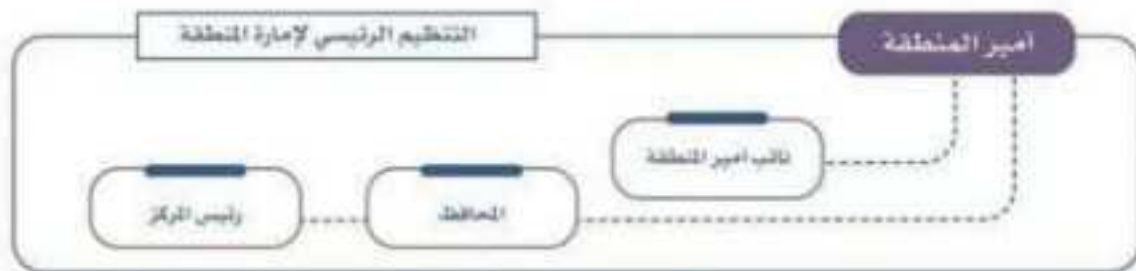 أمير المنطقة
التنظيم الرئيسي لإمارة المنطقة
نائب أمير المنطقة
المحافظ
رئيس المركز